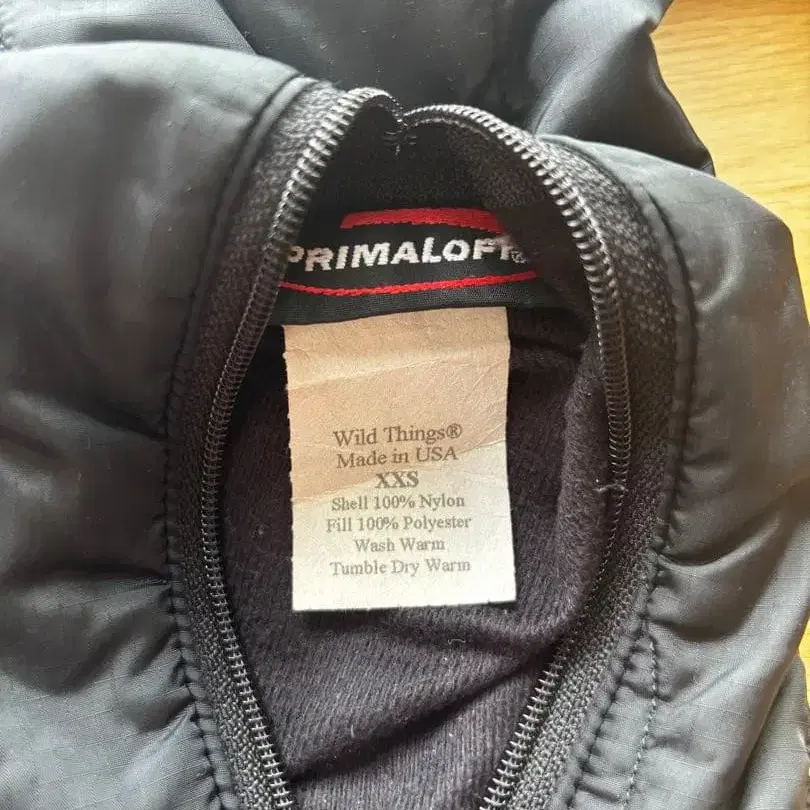 PRIMALOFT®
Wild Things®
Made in USA
XXS
Shell 100% Nylon
Fill 100% Polyester
Wash Warm
Tumble Dry Warm